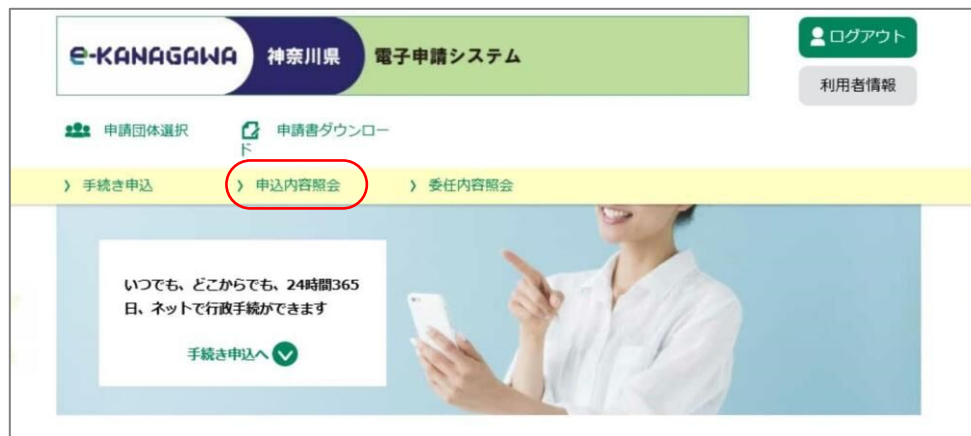 e-KANAGAWA 神奈川県 電子申請システム
ログアウト
利用者情報
申請団体選択 申請書ダウンロー
ド
》 手続き申込 》 申込内容照会 》 委任内容照会
いつでも、どこからでも、24時間365
日、ネットで行政手続ができます
手続き申込へ